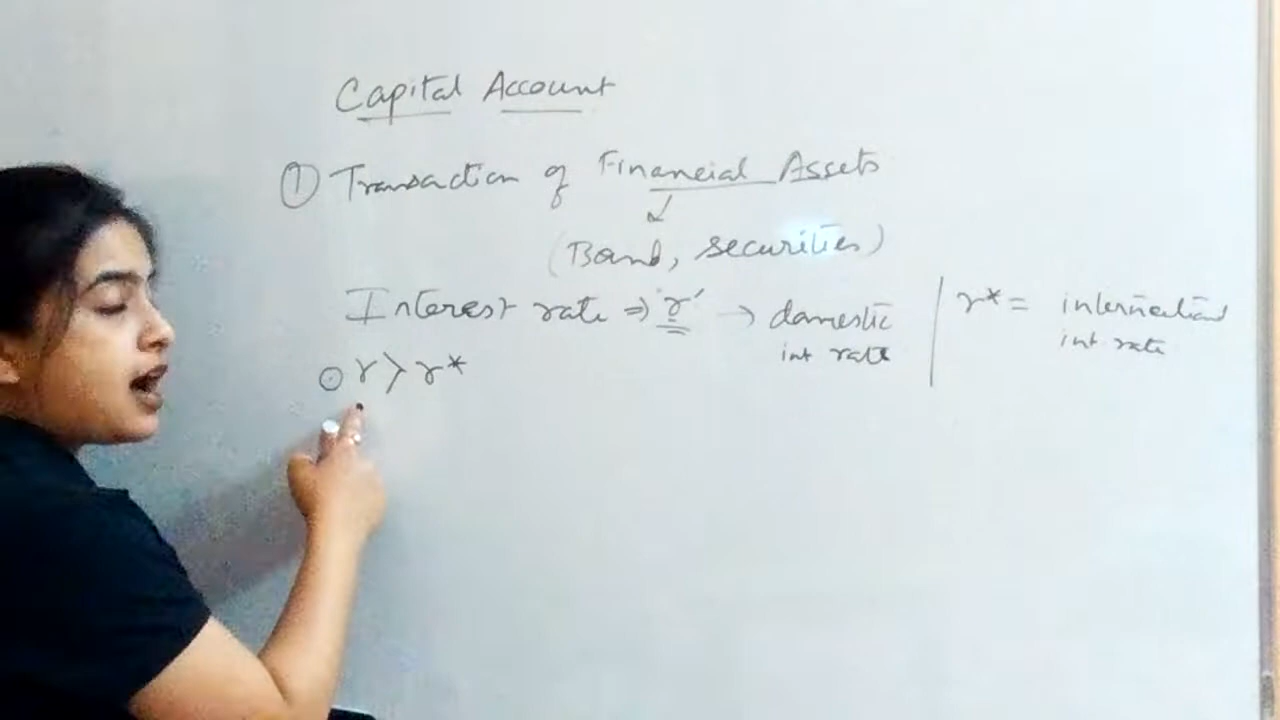 Capital Account
① Transaction of Financial Assets
↙
(Bond, securities)
Interest rate ⇒ 'r' → domestic int rate | r* = international int rate
⊙ r > r*